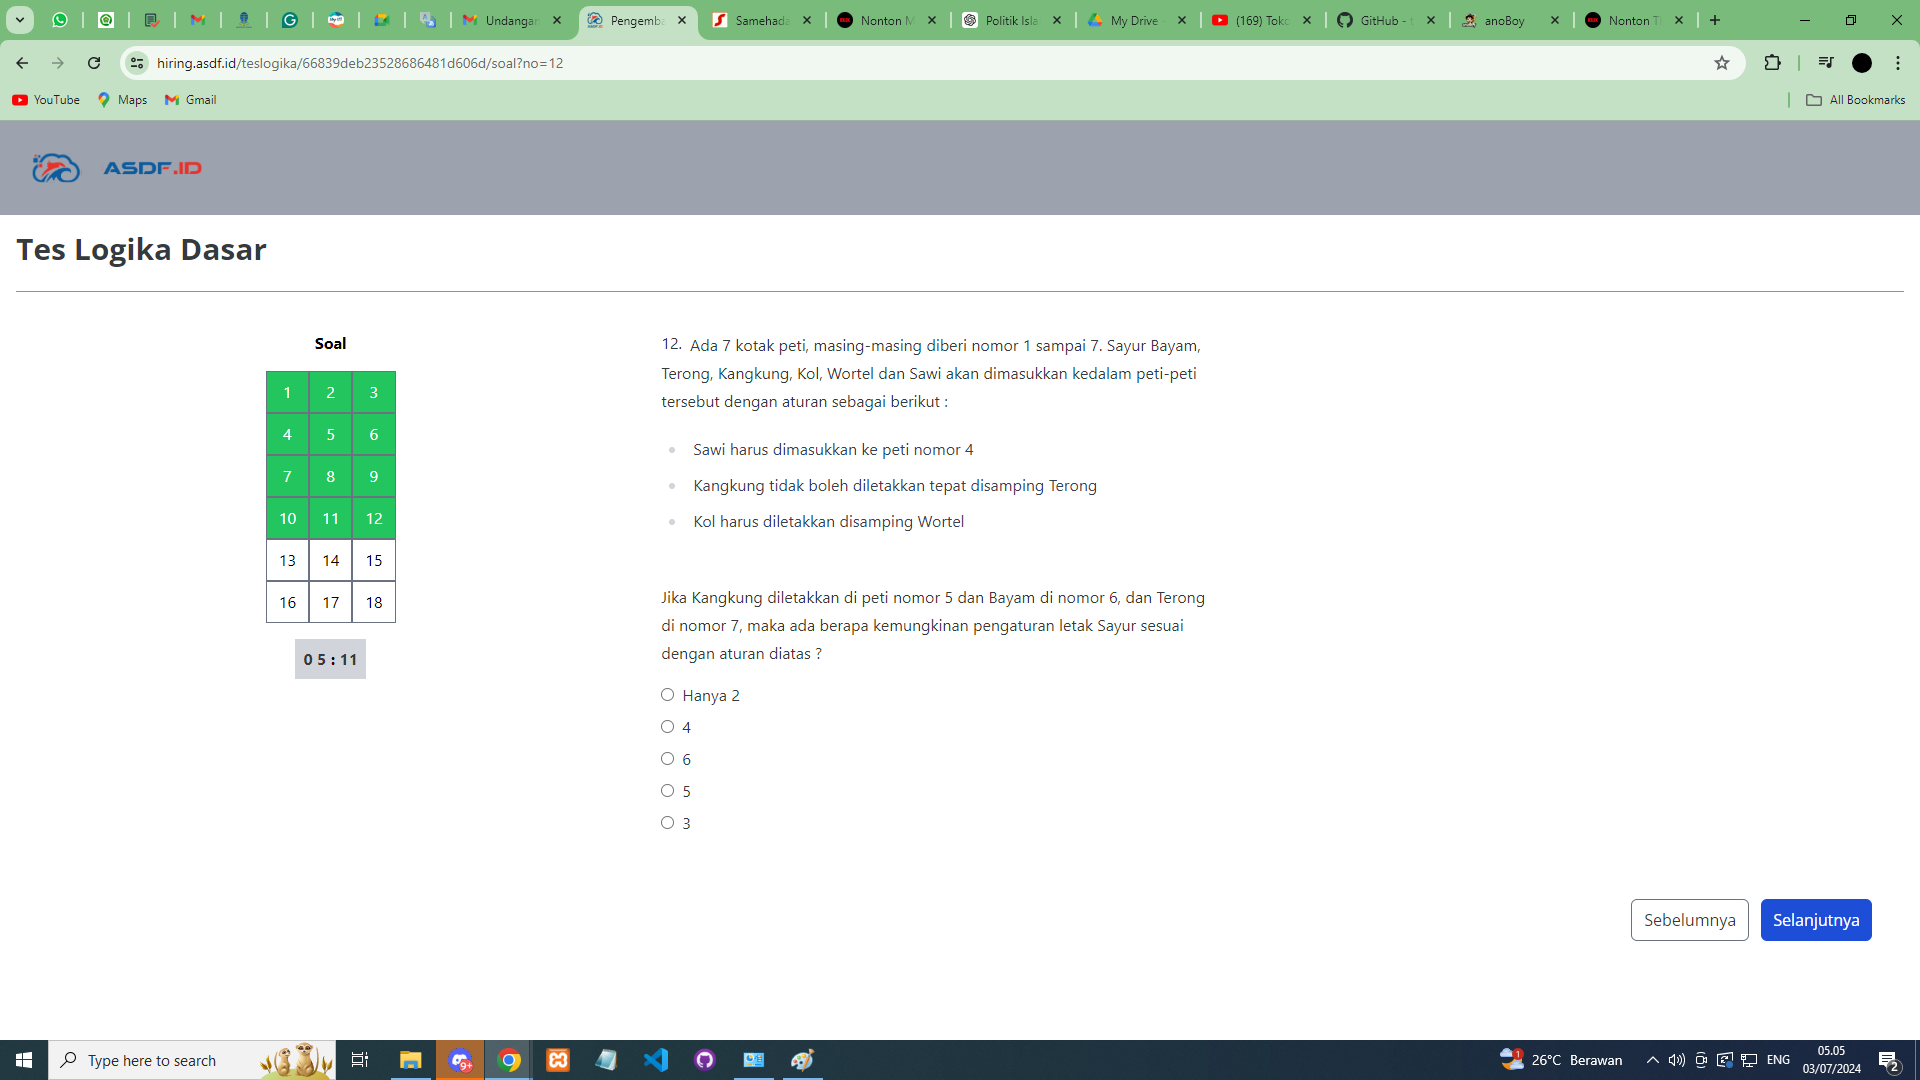 Undangan
Pengemba
Samehada
Nonton M
Politik Isla
My Drive -
(169) Toko
GitHub - t
anoBoy
Nonton Ti
hiring.asdf.id/teslogika/66839deb23528686481d606d/soal?no=12
YouTube Maps Gmail
All Bookmarks
ASDF.ID
Tes Logika Dasar
Soal
1 2 3
4 5 6
7 8 9
10 11 12
13 14 15
16 17 18
0 5 : 11
12. Ada 7 kotak peti, masing-masing diberi nomor 1 sampai 7. Sayur Bayam,
Terong, Kangkung, Kol, Wortel dan Sawi akan dimasukkan kedalam peti-peti
tersebut dengan aturan sebagai berikut :
Sawi harus dimasukkan ke peti nomor 4
Kangkung tidak boleh diletakkan tepat disamping Terong
Kol harus diletakkan disamping Wortel
Jika Kangkung diletakkan di peti nomor 5 dan Bayam di nomor 6, dan Terong
di nomor 7, maka ada berapa kemungkinan pengaturan letak Sayur sesuai
dengan aturan diatas ?
Hanya 2
4
6
5
3
Sebelumnya Selanjutnya
Type here to search
9+
1
26°C Berawan
ENG
05.05
03/07/2024
2